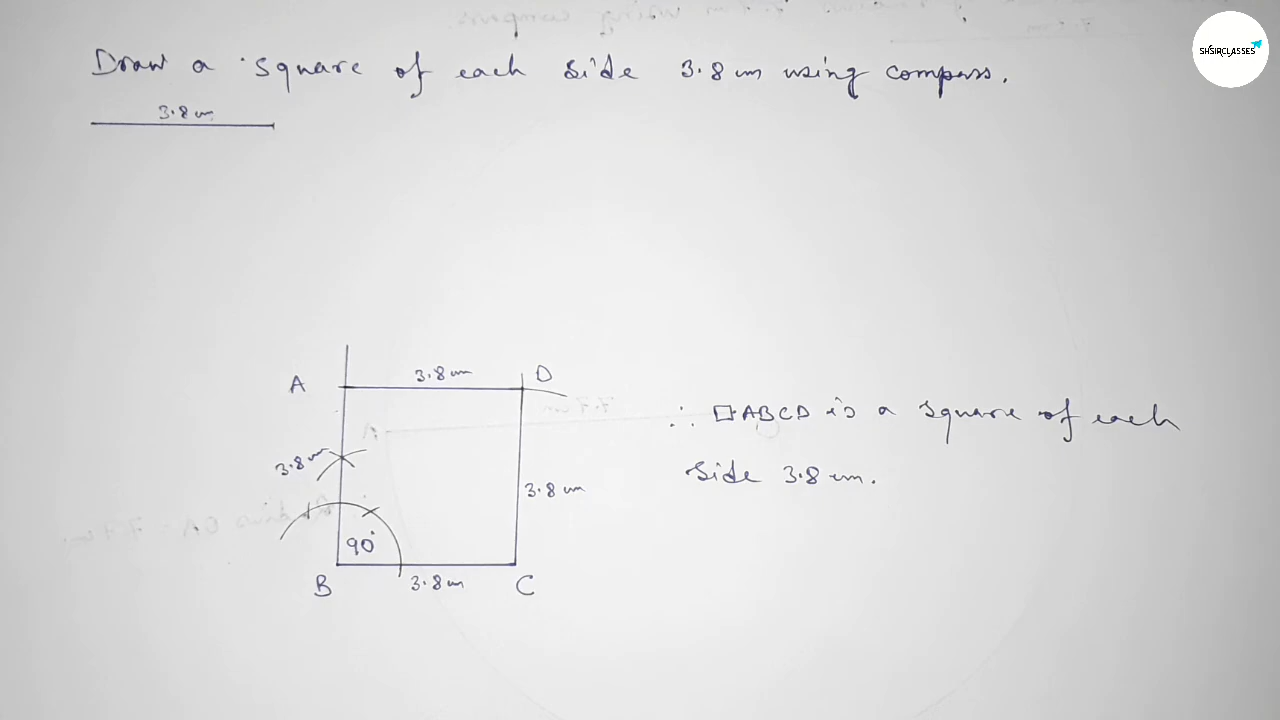 Draw a square of each side 3.8 cm using compass.
3.8 cm
SHSIRCLASSES
A
3.8 cm
D
3.8 cm
3.8 cm
90°
B
3.8 cm
C
∴ □ABCD is a square of each
side 3.8 cm.